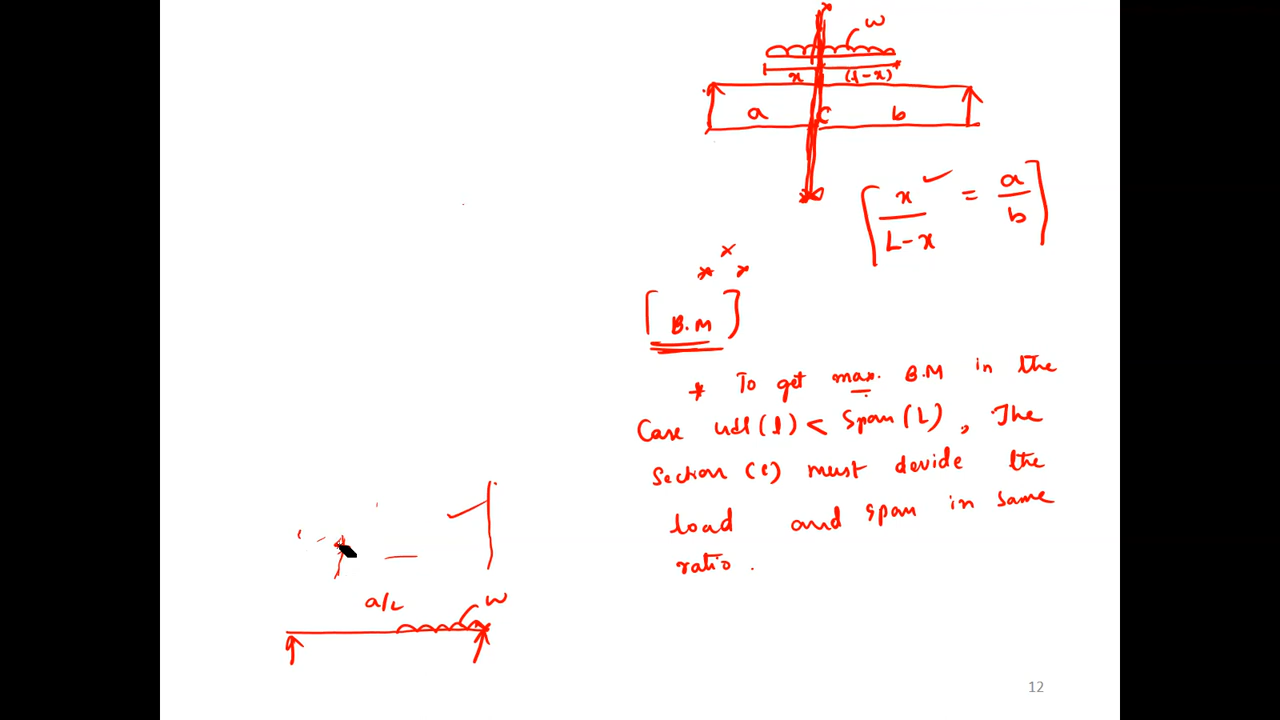 w
x (l-x)
a C b
x/L-x = a/b
[B.M]
* To get max. B.M in the
Case udl(l) < Span(L), The
Section (c) must devide the
load and span in same
ratio.
a/L w
12